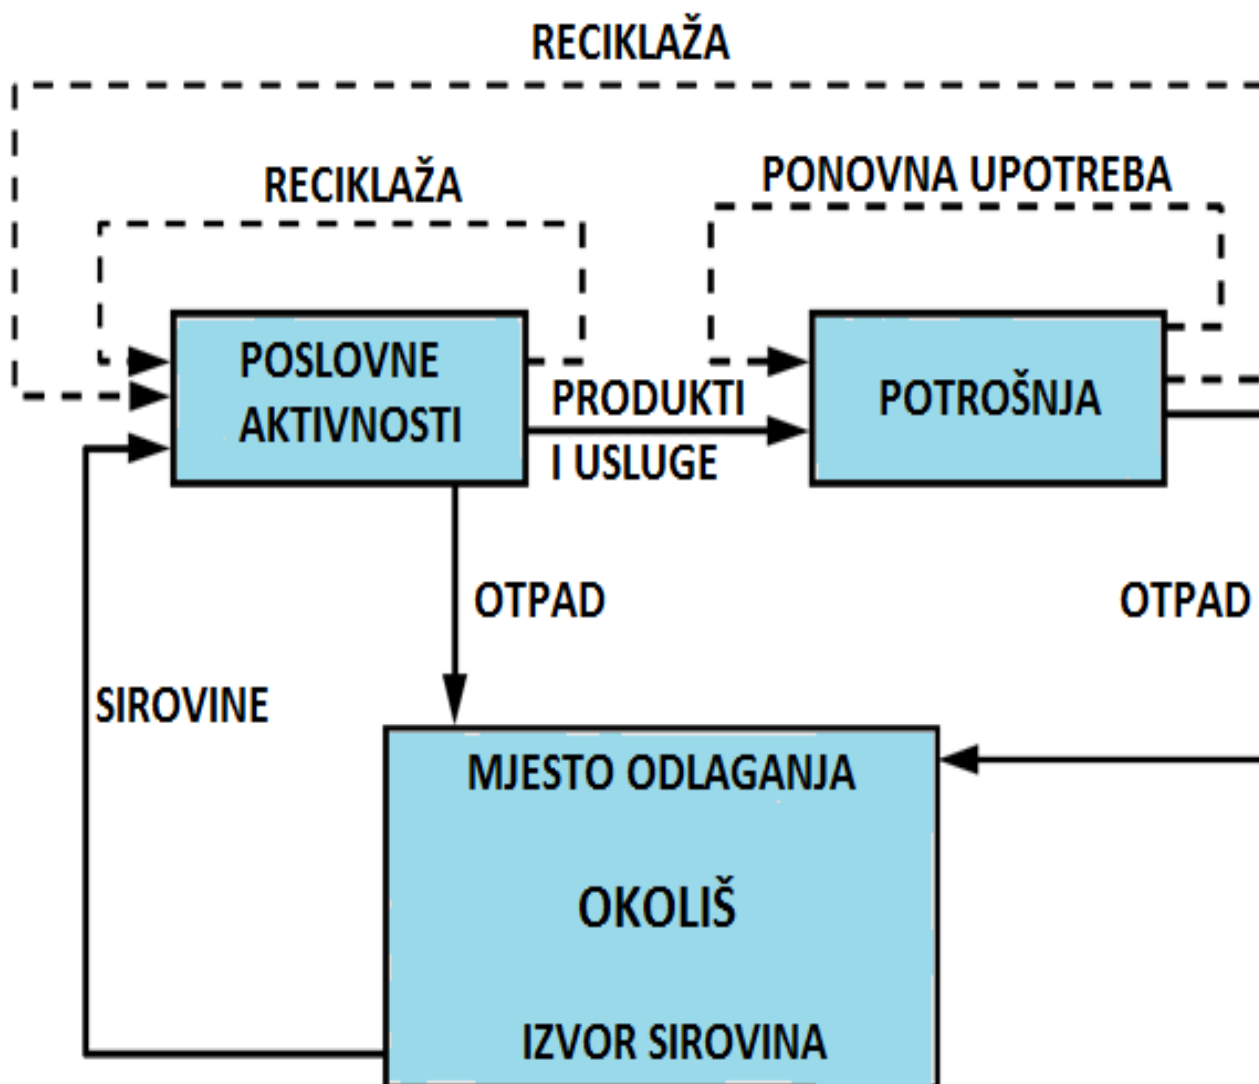 RECIKLAŽA
RECIKLAŽA
PONOVNA UPOTREBA
POSLOVNE
AKTIVNOSTI
PRODUKTI
I USLUGE
POTROŠNJA
OTPAD
OTPAD
SIROVINE
MJESTO ODLAGANJA
OKOLIŠ
IZVOR SIROVINA